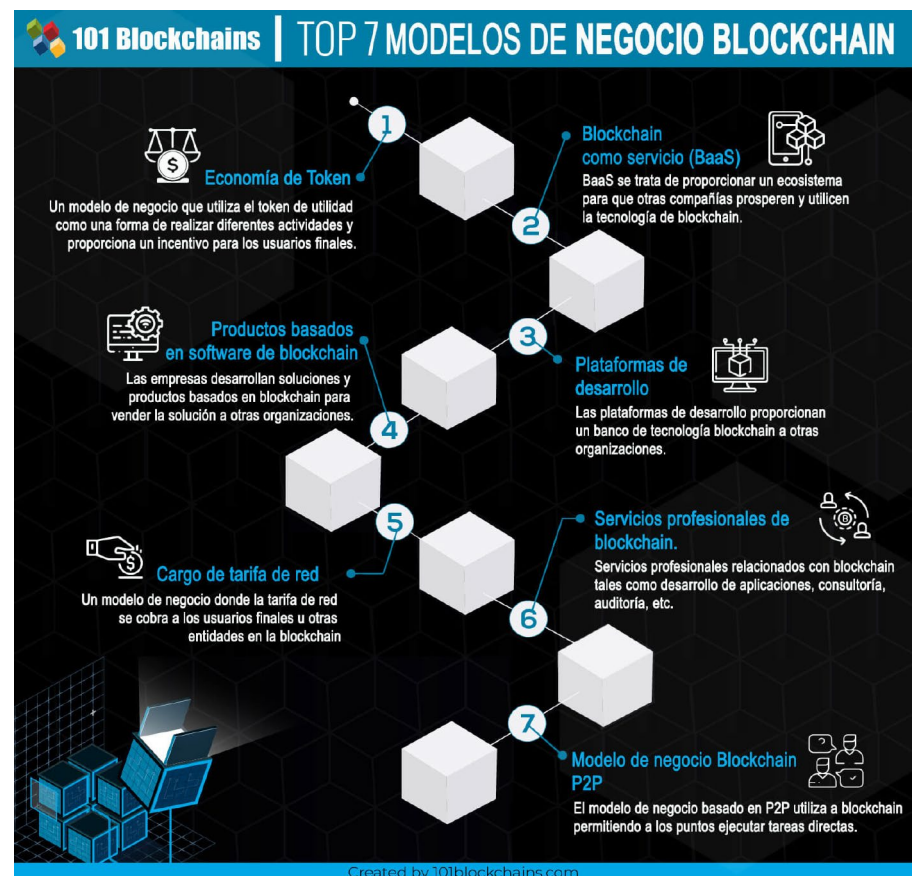 101 Blockchains | TOP 7 MODELOS DE NEGOCIO BLOCKCHAIN
1
Economía de Token
Un modelo de negocio que utiliza el token de utilidad
como una forma de realizar diferentes actividades y
proporciona un incentivo para los usuarios finales.
2
Blockchain
como servicio (BaaS)
BaaS se trata de proporcionar un ecosistema
para que otras compañías prosperen y utilicen
la tecnología de blockchain.
3
Plataformas de
desarrollo
Las plataformas de desarrollo proporcionan
un banco de tecnología blockchain a otras
organizaciones.
4
Productos basados
en software de blockchain
Las empresas desarrollan soluciones y
productos basados en blockchain para
vender la solución a otras organizaciones.
5
Cargo de tarifa de red
Un modelo de negocio donde la tarifa de red
se cobra a los usuarios finales u otras
entidades en la blockchain
6
Servicios profesionales de
blockchain.
Servicios profesionales relacionados con blockchain
tales como desarrollo de aplicaciones, consultoría,
auditoría, etc.
7
Modelo de negocio Blockchain
P2P
El modelo de negocio basado en P2P utiliza a blockchain
permitiendo a los puntos ejecutar tareas directas.
Created by 101blockchains.com